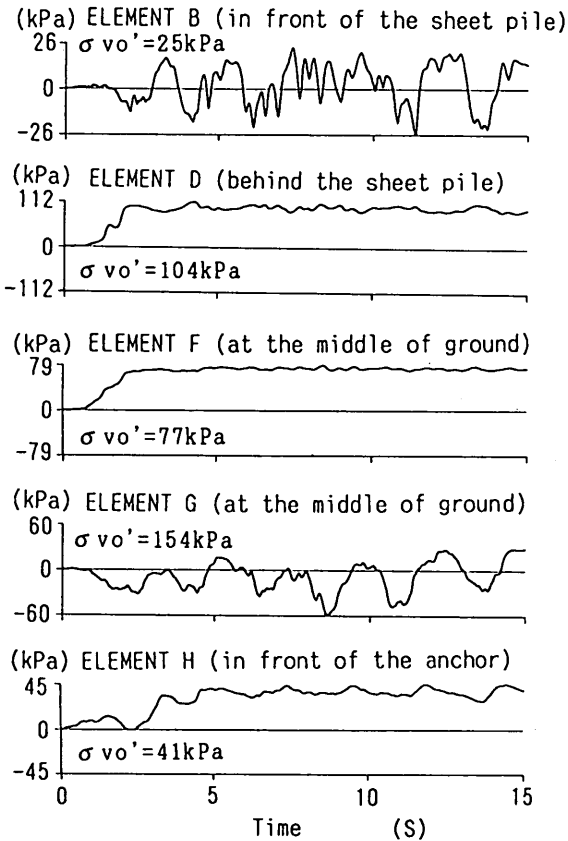 (kPa) ELEMENT B (in front of the sheet pile)
26
σ vo'=25kPa
0
-26
(kPa) ELEMENT D (behind the sheet pile)
112
0
σ vo'=104kPa
-112
(kPa) ELEMENT F (at the middle of ground)
79
0
σ vo'=77kPa
-79
(kPa) ELEMENT G (at the middle of ground)
60
σ vo'=154kPa
0
-60
(kPa) ELEMENT H (in front of the anchor)
45
0
σ vo'=41kPa
-45
0 5 10 15
Time (S)